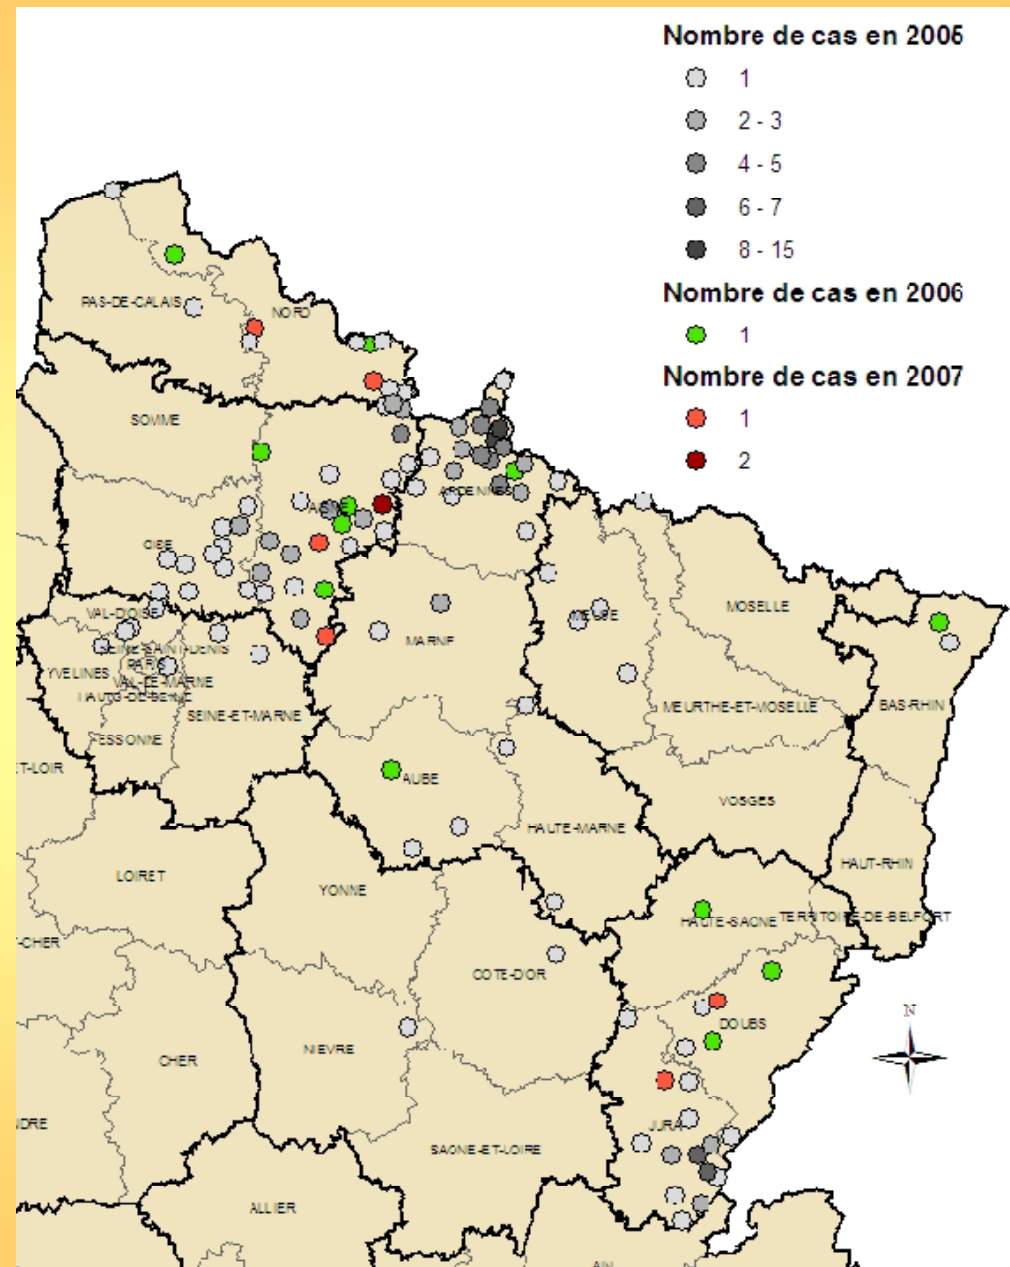 Nombre de cas en 2005
1
2 - 3
4 - 5
6 - 7
8 - 15
Nombre de cas en 2006
1
Nombre de cas en 2007
1
2
PAS-DE-CALAIS
NORD
SOMME
AISNE
ARDENNES
OISE
VAL-D'OISE
MEUSE
MOSELLE
MARNE
SEINE-SAINT-DENIS
PARIS
YVELINES
VAL-DE-MARNE
HAUTS-DE-SEINE
SEINE-ET-MARNE
MEURTHE-ET-MOSELLE
BAS-RHIN
ESSONNE
T-LOIR
AUBE
VOSGES
HAUTE-MARNE
HAUT-RHIN
LOIRET
YONNE
HAUTE-SAONE
TERRITOIRE-DE-BELFORT
-CHER
COTE-D'OR
N
DOUBS
NIEVRE
CHER
NDRE
JURA
SAONE-ET-LOIRE
ALLIER
AIN